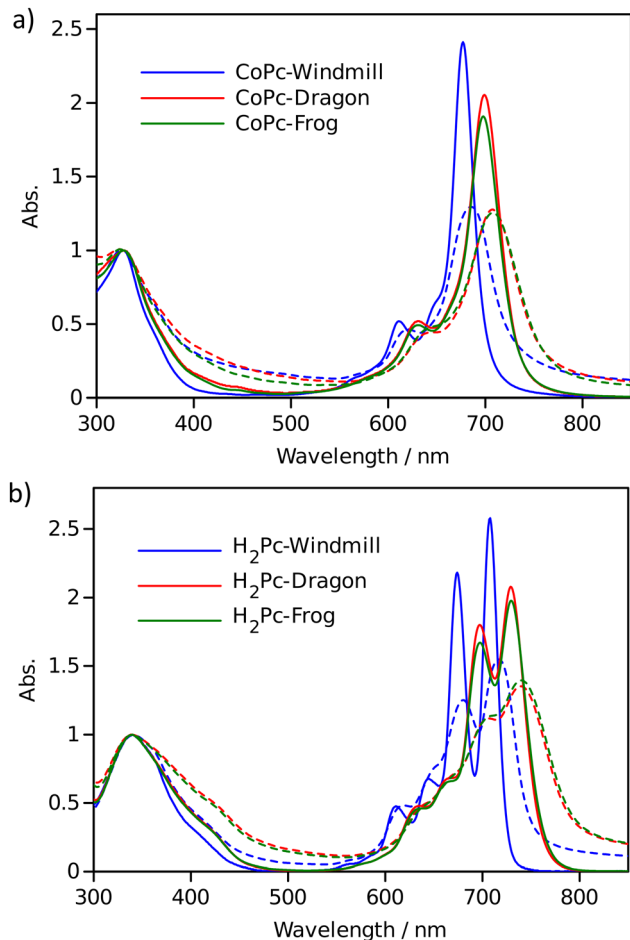 a)
2.5
2
1.5
1
0.5
0
Abs.
CoPc-Windmill
CoPc-Dragon
CoPc-Frog
300 400 500 600 700 800
Wavelength / nm
b)
2.5
2
1.5
1
0.5
0
Abs.
H₂Pc-Windmill
H₂Pc-Dragon
H₂Pc-Frog
300 400 500 600 700 800
Wavelength / nm